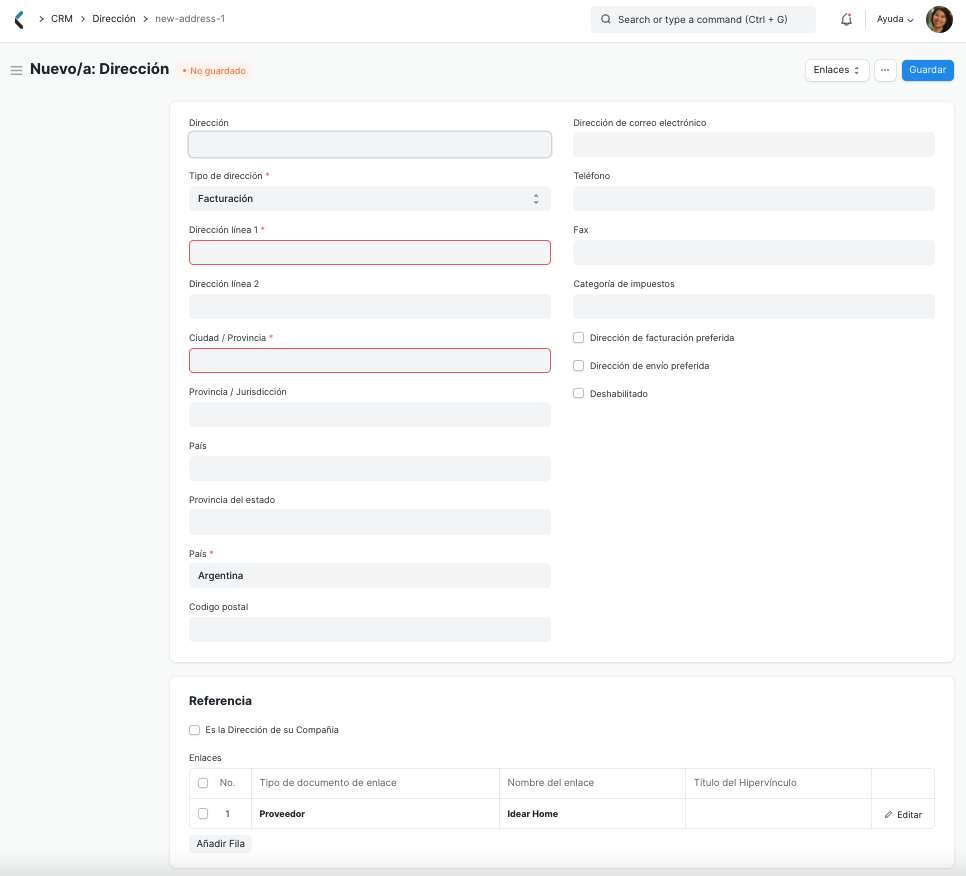 CRM > Dirección > new-address-1
Search or type a command (Ctrl + G)
Ayuda
Nuevo/a: Dirección
• No guardado
Enlaces
...
Guardar
Dirección
Tipo de dirección *
Facturación
Dirección línea 1 *
Dirección línea 2
Ciudad / Provincia *
Provincia / Jurisdicción
País
Provincia del estado
País *
Argentina
Codigo postal
Dirección de correo electrónico
Teléfono
Fax
Categoría de impuestos
Dirección de facturación preferida
Dirección de envío preferida
Deshabilitado
Referencia
Es la Dirección de su Compañia
Enlaces
No. Tipo de documento de enlace Nombre del enlace Título del Hipervínculo
1 Proveedor Idear Home Editar
Añadir Fila